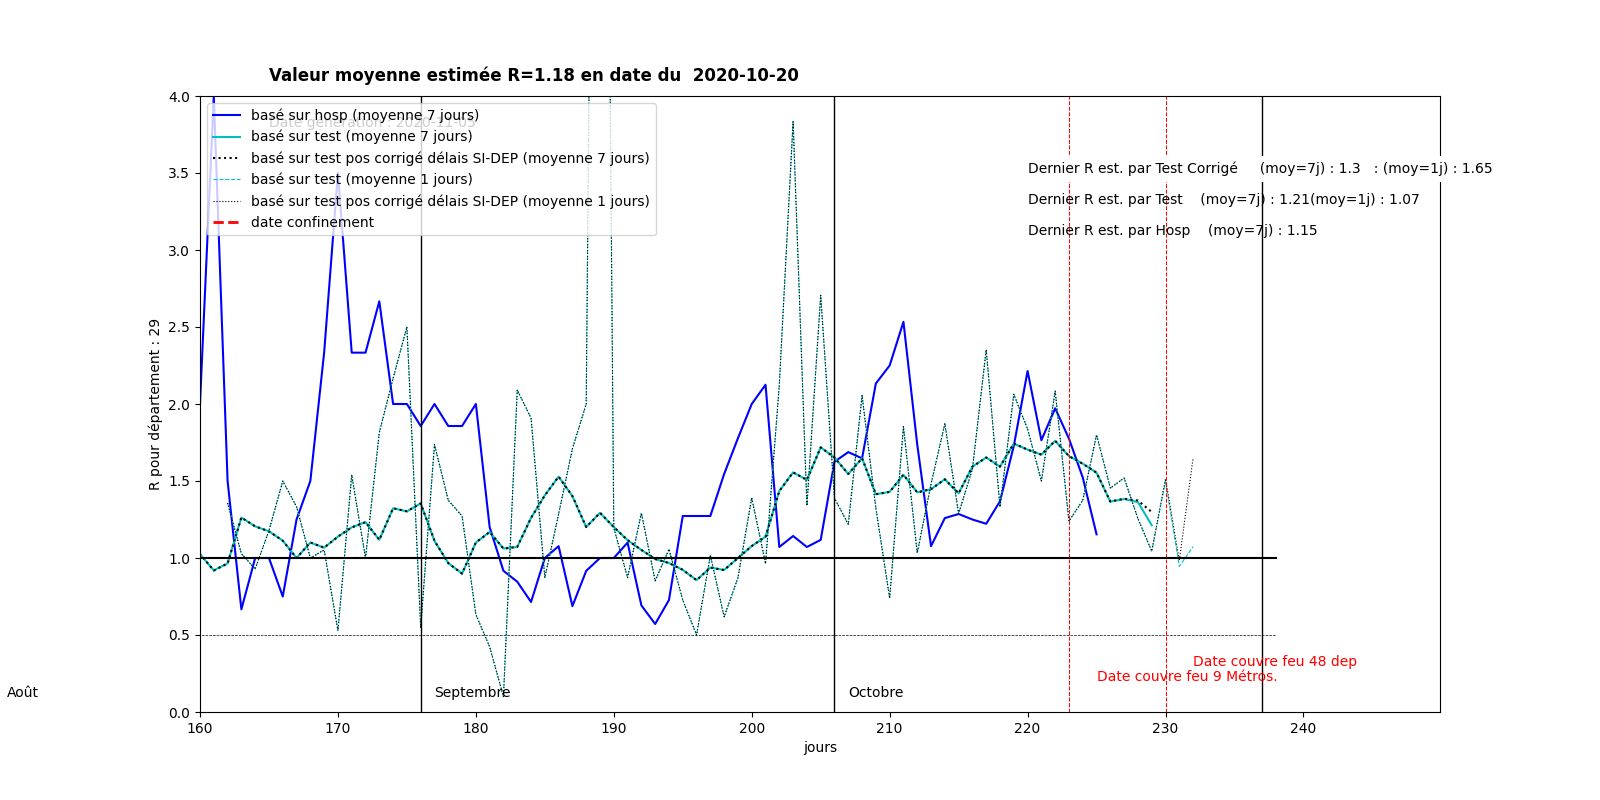 Valeur moyenne estimée R=1.18 en date du  2020-10-20
Date génération : 2020-11-05
basé sur hosp (moyenne 7 jours)
basé sur test (moyenne 7 jours)
basé sur test pos corrigé délais SI-DEP (moyenne 7 jours)
basé sur test (moyenne 1 jours)
basé sur test pos corrigé délais SI-DEP (moyenne 1 jours)
date confinement
Dernier R est. par Test Corrigé     (moy=7j) : 1.3   : (moy=1j) : 1.65
Dernier R est. par Test    (moy=7j) : 1.21(moy=1j) : 1.07
Dernier R est. par Hosp    (moy=7j) : 1.15
4.0
3.5
3.0
2.5
2.0
1.5
1.0
0.5
0.0
R pour département : 29
Date couvre feu 48 dep
Date couvre feu 9 Métros.
Août
Septembre
Octobre
160 170 180 190 200 210 220 230 240
jours